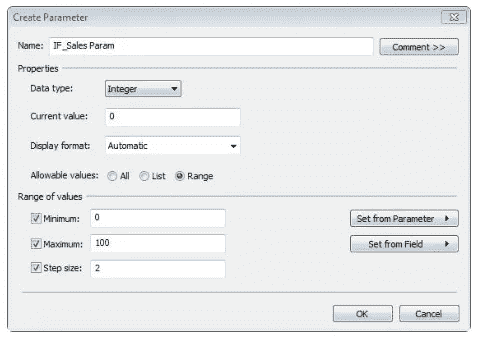 Create Parameter
Name: IF_Sales Param Comment >>
Properties
Data type: Integer
Current value: 0
Display format: Automatic
Allowable values: All List Range
Range of values
Minimum: 0 Set from Parameter
Maximum: 100 Set from Field
Step size: 2
OK Cancel